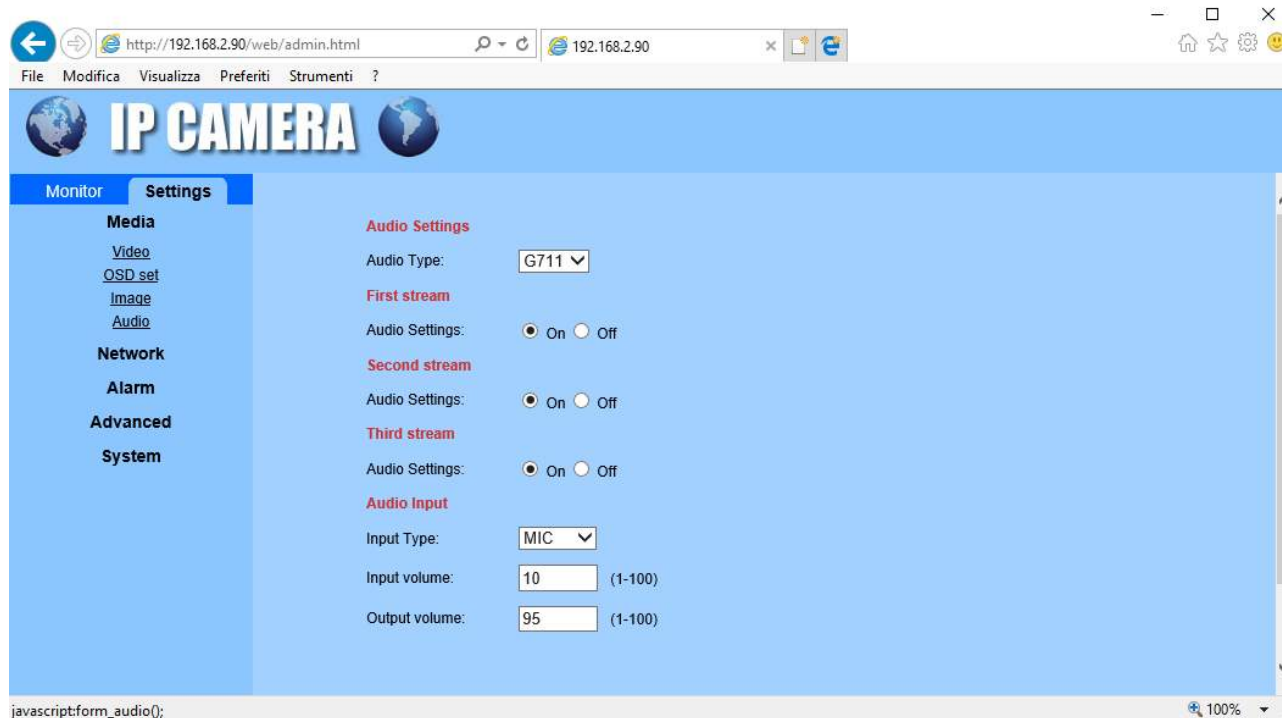 http://192.168.2.90/web/admin.html
192.168.2.90
File Modifica Visualizza Preferiti Strumenti ?
IP CAMERA
Monitor Settings
Media
Video
OSD set
Image
Audio
Network
Alarm
Advanced
System
Audio Settings
Audio Type: G711
First stream
Audio Settings: On Off
Second stream
Audio Settings: On Off
Third stream
Audio Settings: On Off
Audio Input
Input Type: MIC
Input volume: 10 (1-100)
Output volume: 95 (1-100)
javascript:form_audio();
100%